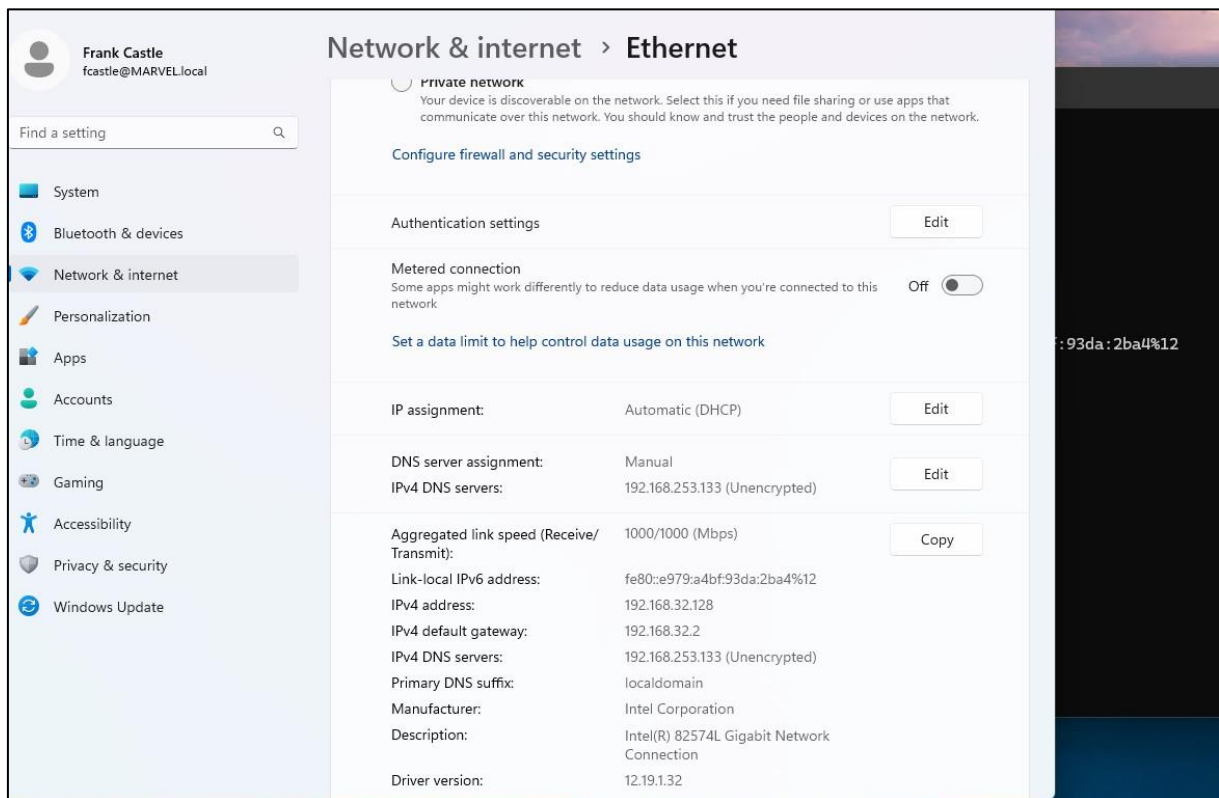 Frank Castle
fcastle@MARVEL.local
Find a setting
System
Bluetooth & devices
Network & internet
Personalization
Apps
Accounts
Time & language
Gaming
Accessibility
Privacy & security
Windows Update
Network & internet > Ethernet
Private network
Your device is discoverable on the network. Select this if you need file sharing or use apps that
communicate over this network. You should know and trust the people and devices on the network.
Configure firewall and security settings
Authentication settings Edit
Metered connection
Some apps might work differently to reduce data usage when you're connected to this
network
Off
Set a data limit to help control data usage on this network
IP assignment: Automatic (DHCP) Edit
DNS server assignment: Manual
IPv4 DNS servers: 192.168.253.133 (Unencrypted)
Edit
Aggregated link speed (Receive/
Transmit):
1000/1000 (Mbps)
Copy
Link-local IPv6 address: fe80::e979:a4bf:93da:2ba4%12
IPv4 address: 192.168.32.128
IPv4 default gateway: 192.168.32.2
IPv4 DNS servers: 192.168.253.133 (Unencrypted)
Primary DNS suffix: localdomain
Manufacturer: Intel Corporation
Description: Intel(R) 82574L Gigabit Network
Connection
Driver version: 12.19.1.32
:93da:2ba4%12